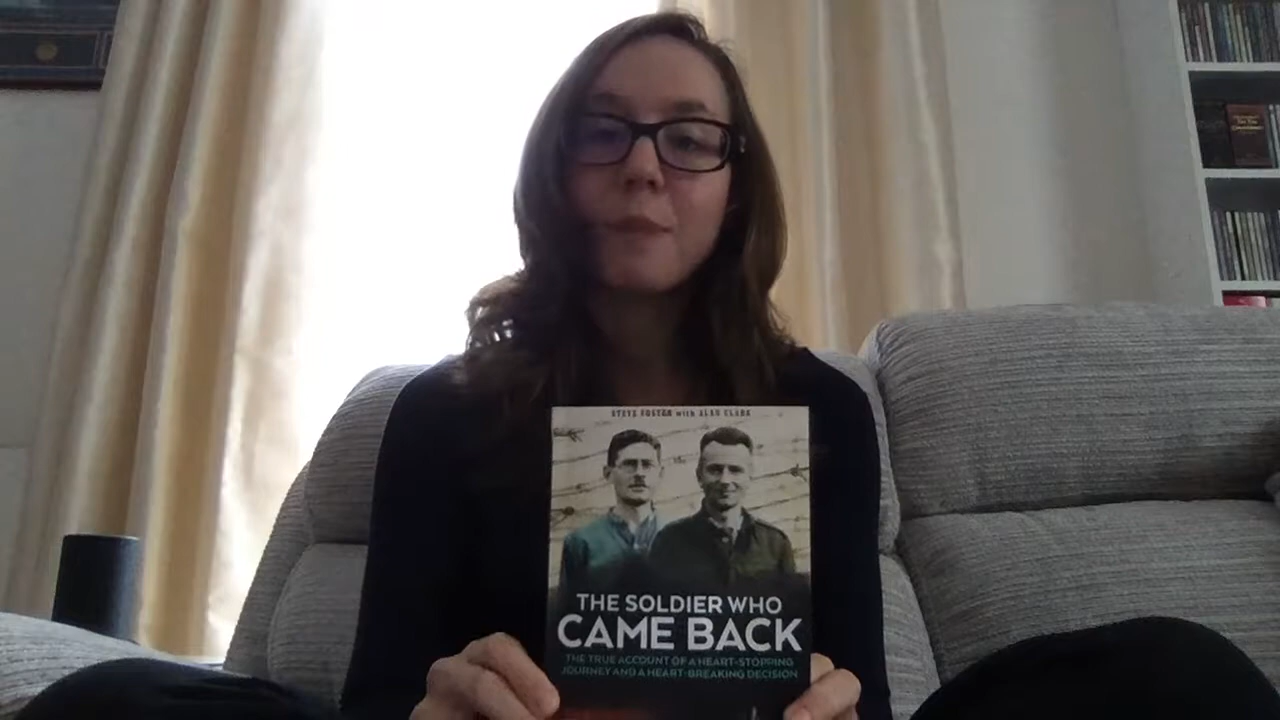 STEVE FOSTER with ALAN CLARK
THE SOLDIER WHO
CAME BACK
THE TRUE ACCOUNT OF A HEART-STOPPING
JOURNEY AND A HEART-BREAKING DECISION